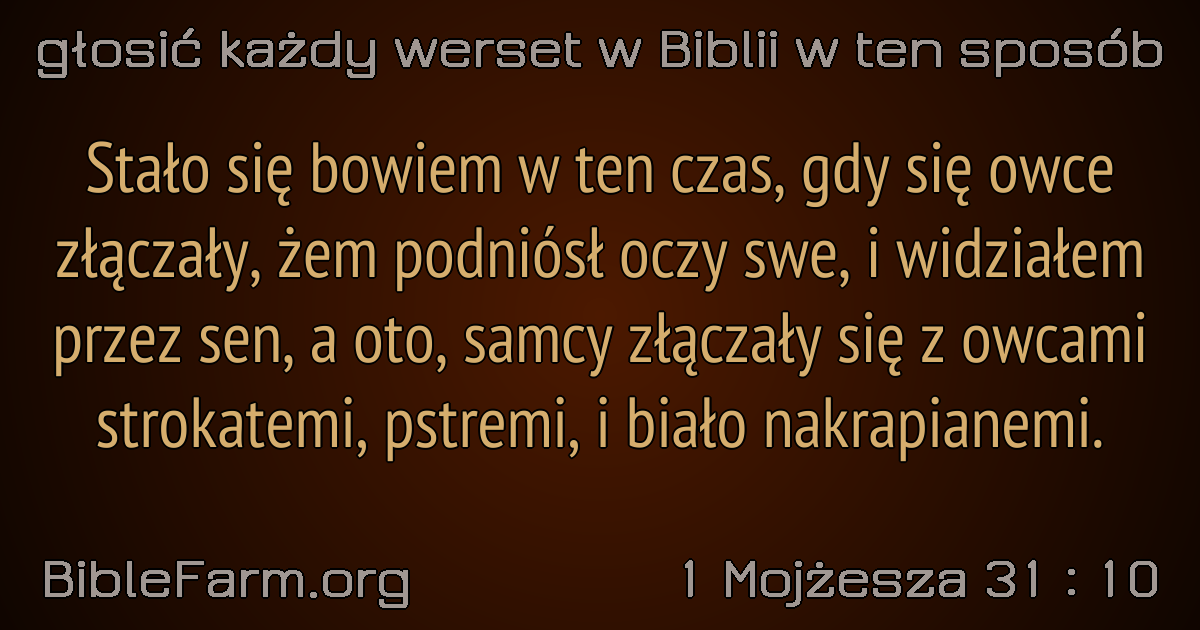 głosić każdy werset w Biblii w ten sposób
Stało się bowiem w ten czas, gdy się owce
złączały, żem podniósł oczy swe, i widziałem
przez sen, a oto, samcy złączały się z owcami
strokatemi, pstremi, i biało nakrapianemi.
BibleFarm.org
1 Mojżesza 31 : 10